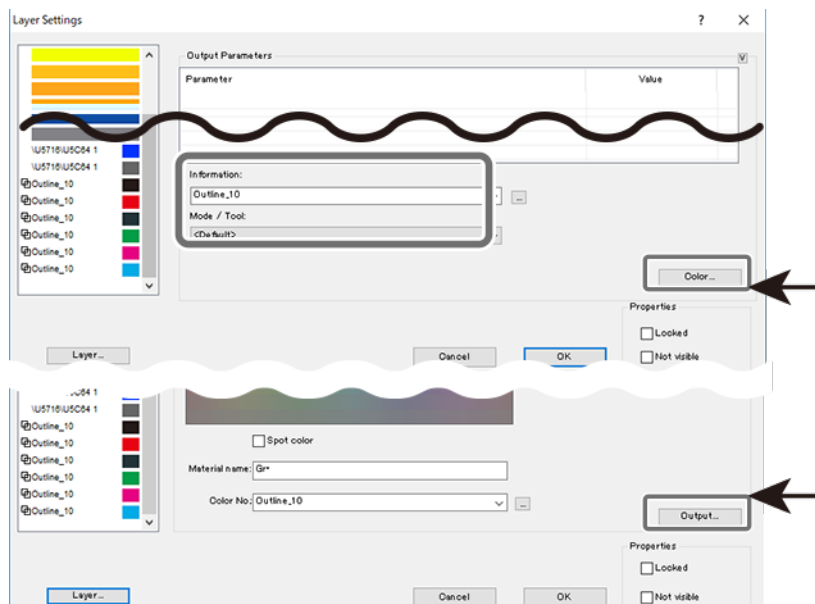 Layer Settings
? ×
Output Parameters
V
Parameter Value
\U5716\U5C64 1
\U5716\U5C64 1
Outline_10
Outline_10
Outline_10
Outline_10
Outline_10
Outline_10
Information:
Outline_10
...
Mode / Tool:
<Default>
Color...
Properties
Locked
Not visible
Layer...
Cancel
OK
\U5716\U5C64 1
Outline_10
Outline_10
Outline_10
Outline_10
Outline_10
Outline_10
Spot color
Material name: Gr*
Color No.: Outline_10
...
Output...
Properties
Locked
Not visible
Layer...
Cancel
OK